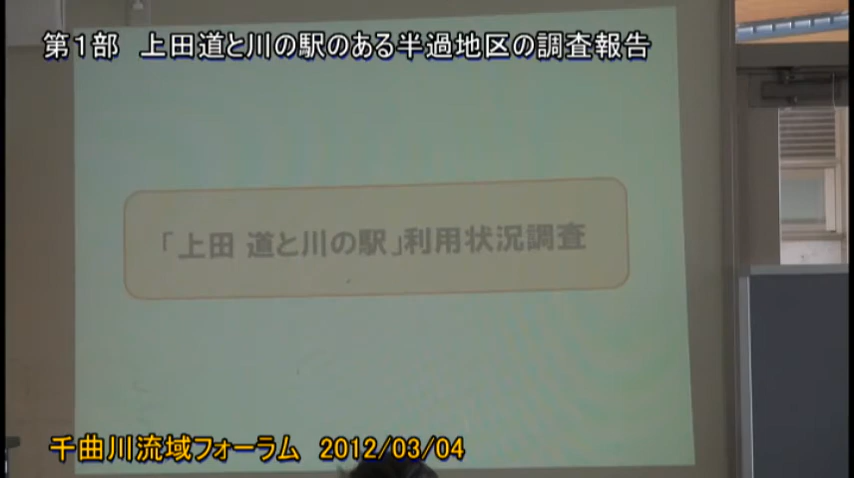 第１部　上田道と川の駅のある半過地区の調査報告
「上田 道と川の駅」利用状況調査
千曲川流域フォーラム　2012/03/04